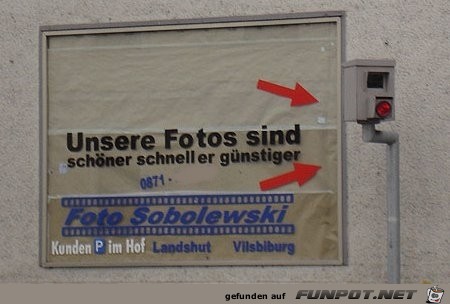 Unsere Fotos sind
schöner schneller günstiger
0871 -
Foto Sobolewski
Kunden P im Hof Landshut Vilsbiburg
gefunden auf FUNPOT.NET